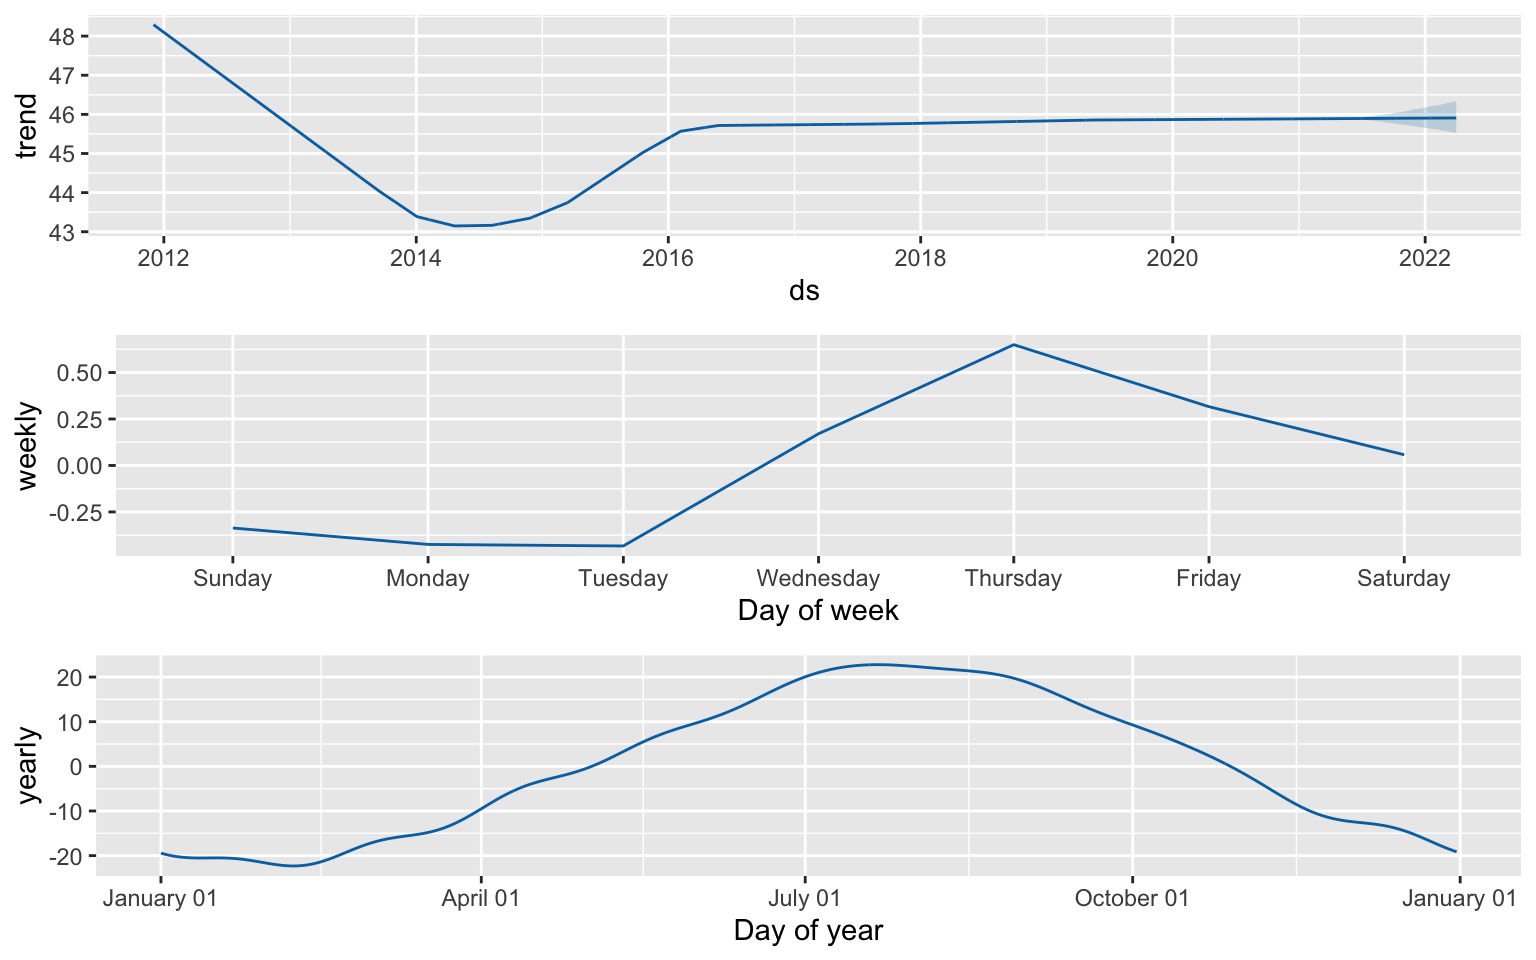 trend
48
47
46
45
44
43
2012 2014 2016 2018 2020 2022
ds
weekly
0.50
0.25
0.00
-0.25
Sunday Monday Tuesday Wednesday Thursday Friday Saturday
Day of week
yearly
20
10
0
-10
-20
January 01 April 01 July 01 October 01 January 01
Day of year